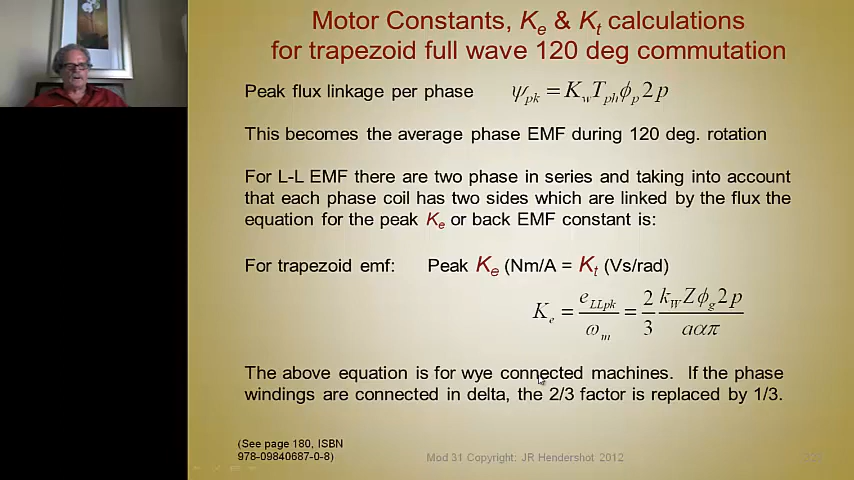 Motor Constants, Ke & Kt calculations
for trapezoid full wave 120 deg commutation
Peak flux linkage per phase ψpk = KwTphϕp2p
This becomes the average phase EMF during 120 deg. rotation
For L-L EMF there are two phase in series and taking into account
that each phase coil has two sides which are linked by the flux the
equation for the peak Ke or back EMF constant is:
For trapezoid emf: Peak Ke (Nm/A = Kt (Vs/rad)
Ke = eLLpk/ωm = 2/3 kWZϕg2p/aαπ
The above equation is for wye connected machines. If the phase
windings are connected in delta, the 2/3 factor is replaced by 1/3.
(See page 180, ISBN
978-09840687-0-8)
Mod 31 Copyright: JR Hendershot 2012